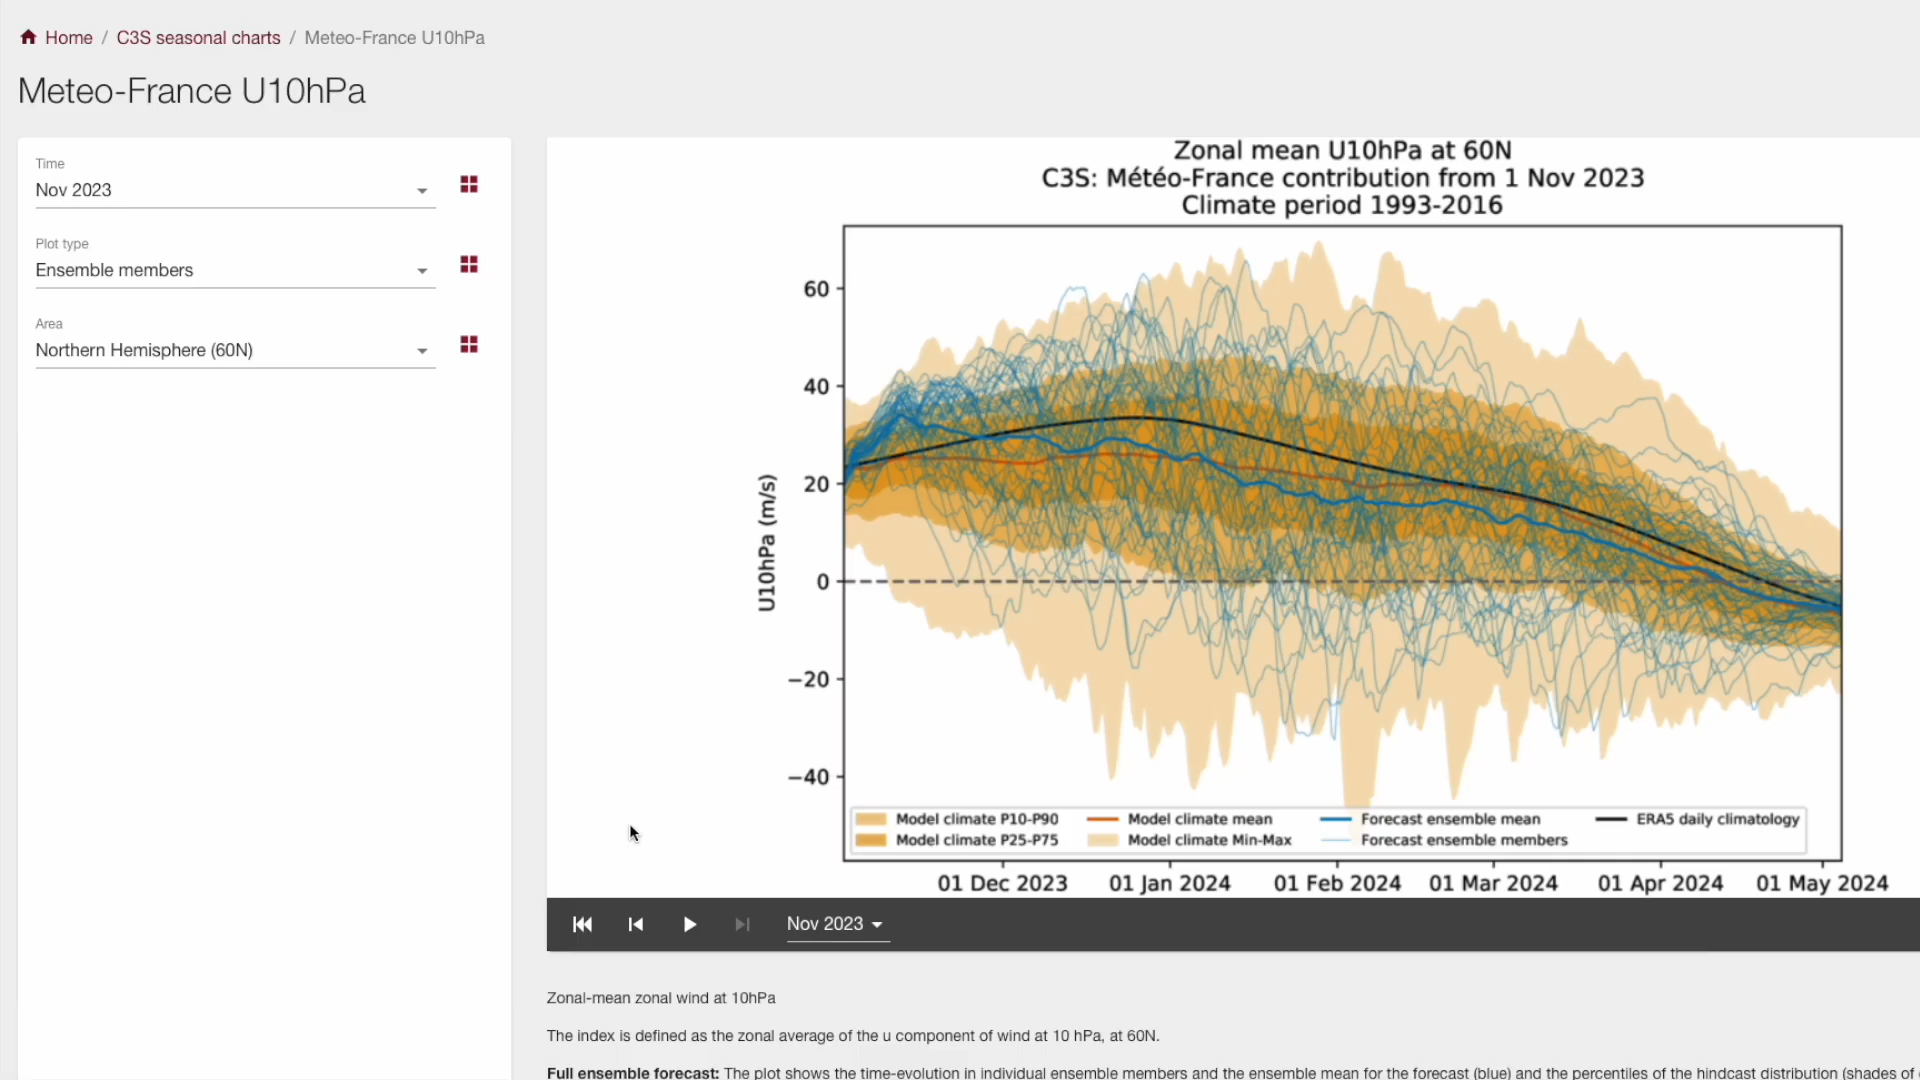 Home / C3S seasonal charts / Meteo-France U10hPa
Meteo-France U10hPa
Time
Nov 2023
Plot type
Ensemble members
Area
Northern Hemisphere (60N)
Zonal mean U10hPa at 60N
C3S: Météo-France contribution from 1 Nov 2023
Climate period 1993-2016
U10hPa (m/s)
60
40
20
0
−20
−40
Model climate P10-P90 Model climate mean Forecast ensemble mean ERA5 daily climatology
Model climate P25-P75 Model climate Min-Max Forecast ensemble members
01 Dec 2023 01 Jan 2024 01 Feb 2024 01 Mar 2024 01 Apr 2024 01 May 2024
Nov 2023
Zonal-mean zonal wind at 10hPa
The index is defined as the zonal average of the u component of wind at 10 hPa, at 60N.
Full ensemble forecast: The plot shows the time-evolution in individual ensemble members and the ensemble mean for the forecast (blue) and the percentiles of the hindcast distribution (shades of